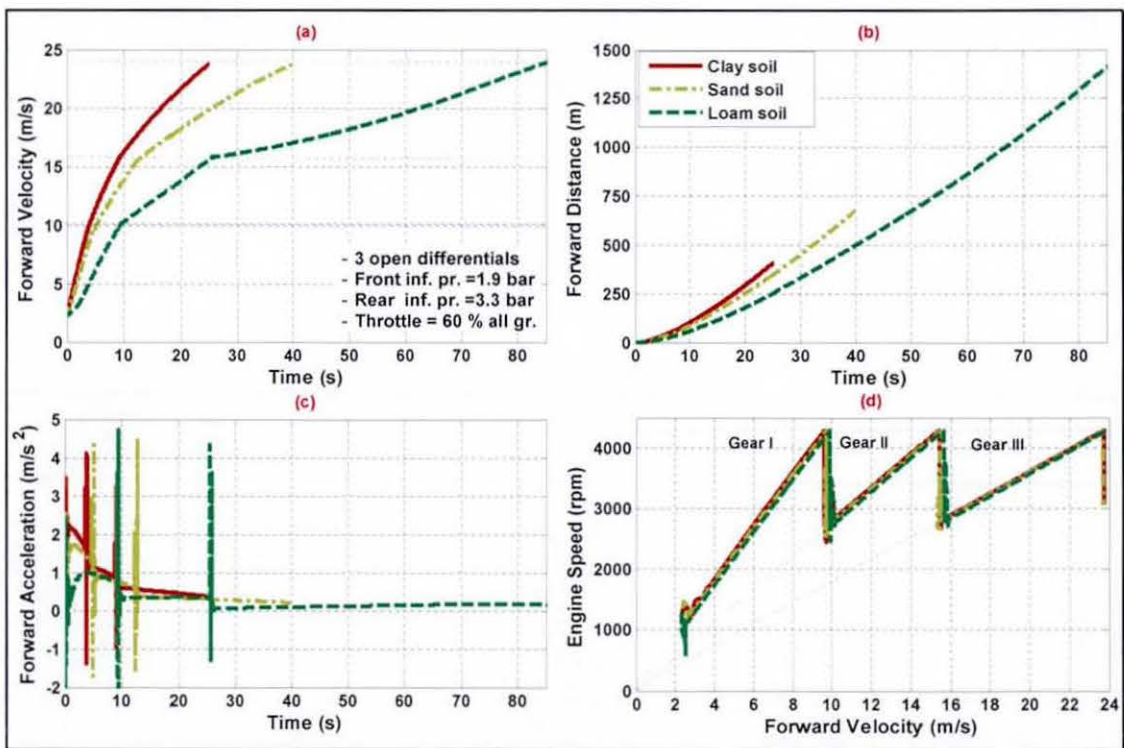 (a)
Forward Velocity (m/s)
25
20
15
10
5
0
0 10 20 30 40 50 60 70 80
Time (s)
- 3 open differentials
- Front inf. pr. =1.9 bar
- Rear inf. pr. =3.3 bar
- Throttle = 60 % all gr.
(b)
Forward Distance (m)
1500
1250
1000
750
500
250
0
0 10 20 30 40 50 60 70 80
Time (s)
Clay soil
Sand soil
Loam soil
(c)
Forward Acceleration (m/s²)
5
4
3
2
1
0
-1
-2
0 10 20 30 40 50 60 70 80
Time (s)
(d)
Engine Speed (rpm)
4000
3000
2000
1000
0
0 2 4 6 8 10 12 14 16 18 20 22 24
Forward Velocity (m/s)
Gear I
Gear II
Gear III